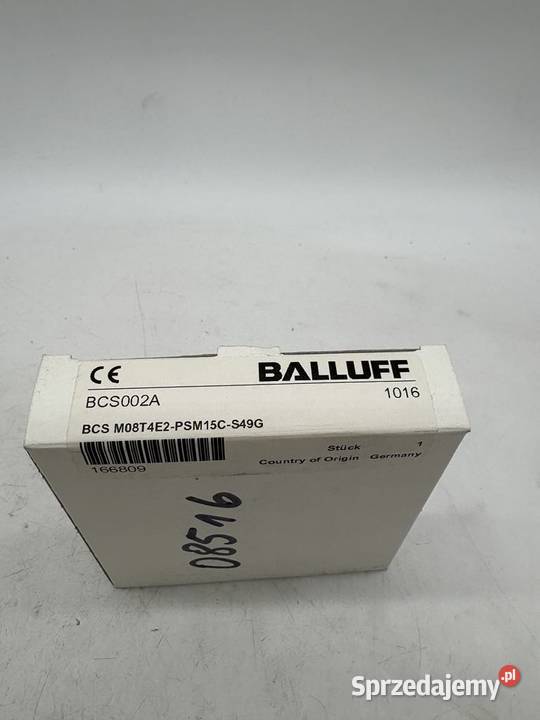 CE BALLUFF
BCS002A 1016
BCS M08T4E2-PSM15C-S49G
Stück 1
166809 Country of Origin Germany
08516
Sprzedajemy.pl